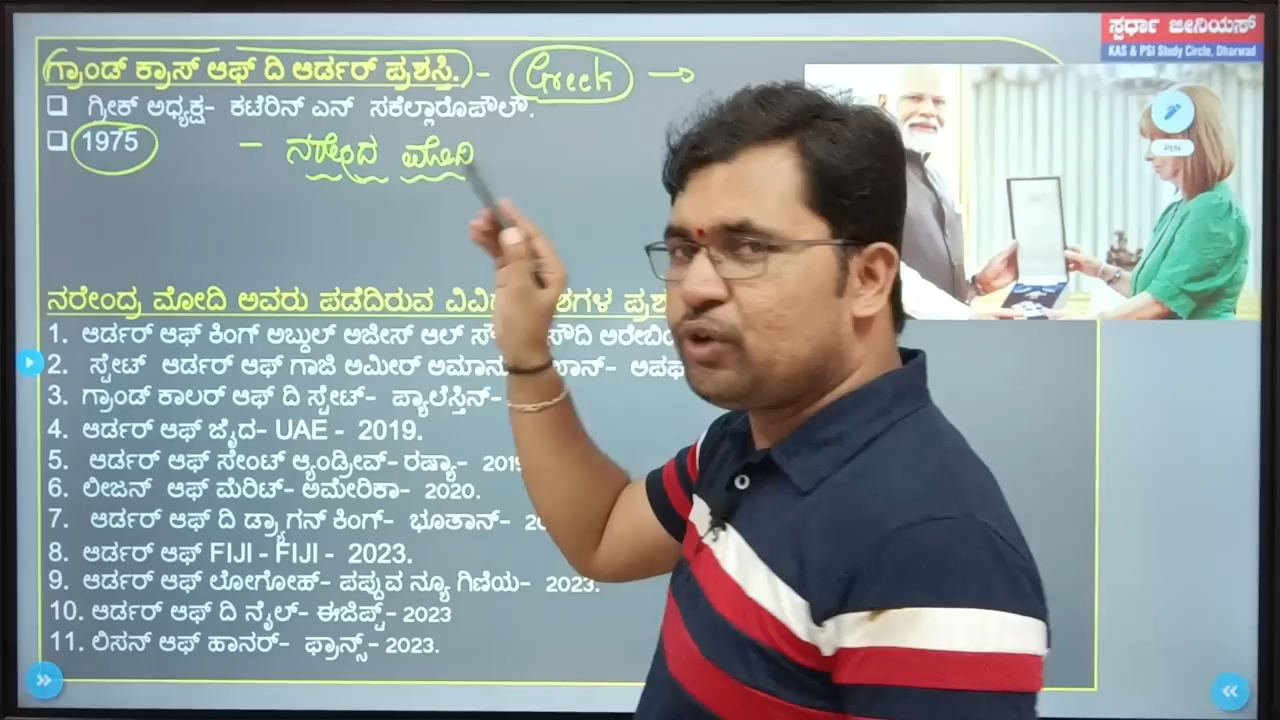 ಸ್ಪರ್ಧಾ ಜೀನಿಯಸ್
KAS & PSI Study Circle, Dharwad
ಗ್ರಾಂಡ್ ಕ್ರಾಸ್ ಆಫ್ ದಿ ಆರ್ಡರ್ ಪ್ರಶಸ್ತಿ. - Greek →
❑ ಗ್ರೀಕ್ ಅಧ್ಯಕ್ಷ- ಕಟೆರಿನ್ ಎನ್ ಸಕೆಲ್ಲಾರೊಪೌಲೌ.
❑ 1975 - ನರೇಂದ್ರ ಮೋದಿ
PEN
ನರೇಂದ್ರ ಮೋದಿ ಅವರು ಪಡೆದಿರುವ ವಿವಿಧ
1. ಆರ್ಡರ್ ಆಫ್ ಕಿಂಗ್ ಅಬ್ದುಲ್ ಅಜೀಸ್ ಆಲ್ ಸೌದಿ ಅರೇಬಿಯಾ
2. ಸ್ಟೇಟ್ ಆರ್ಡರ್ ಆಫ್ ಗಾಜಿ ಅಮೀರ್
3. ಗ್ರಾಂಡ್ ಕಾಲರ್ ಆಫ್ ದಿ ಸ್ಟೇಟ್- ಪ್ಯಾಲೆಸ್ತಿನ್-
4. ಆರ್ಡರ್ ಆಫ್ ಜೈದ- UAE - 2019.
5. ಆರ್ಡರ್ ಆಫ್ ಸೇಂಟ್ ಆ್ಯಂಡ್ರೀವ್- ರಷ್ಯಾ- 2019
6. ಲೀಜನ್ ಆಫ್ ಮೆರಿಟ್- ಅಮೇರಿಕಾ- 2020.
7. ಆರ್ಡರ್ ಆಫ್ ದಿ ಡ್ರ್ಯಾಗನ್ ಕಿಂಗ್- ಭೂತಾನ್-
8. ಆರ್ಡರ್ ಆಫ್ FIJI - FIJI - 2023.
9. ಆರ್ಡರ್ ಆಫ್ ಲೋಗೋಹ್- ಪಪ್ಪುವ ನ್ಯೂ ಗಿಣಿಯ- 2023.
10. ಆರ್ಡರ್ ಆಫ್ ದಿ ನೈಲ್- ಈಜಿಪ್ಟ್- 2023
11. ಲಿಸನ್ ಆಫ್ ಹಾನರ್- ಫ್ರಾನ್ಸ್- 2023.